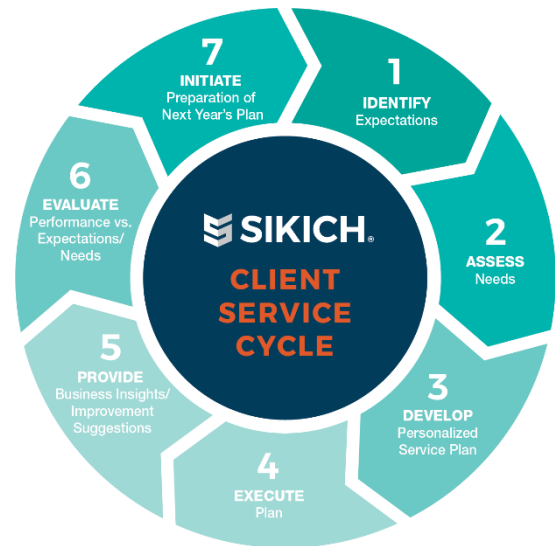 SIKICH®
CLIENT
SERVICE
CYCLE
1
IDENTIFY
Expectations
2
ASSESS
Needs
3
DEVELOP
Personalized
Service Plan
4
EXECUTE
Plan
5
PROVIDE
Business Insights/
Improvement
Suggestions
6
EVALUATE
Performance vs.
Expectations/
Needs
7
INITIATE
Preparation of
Next Year's Plan